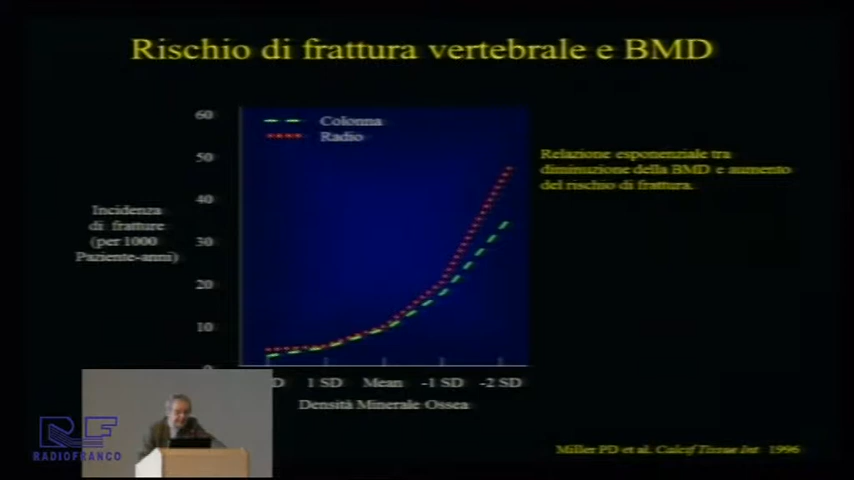 Rischio di frattura vertebrale e BMD
60
Colonna
Radio
50
Relazione esponenziale tra
diminuzione della BMD e aumento
del rischio di frattura.
40
Incidenza
di fratture
(per 1000
Paziente-anni)
30
20
10
0
D 1 SD Mean -1 SD -2 SD
Densità Minerale Ossea
RF
RADIOFRANCO
Miller PD et al. Calcif Tissue Int 1996